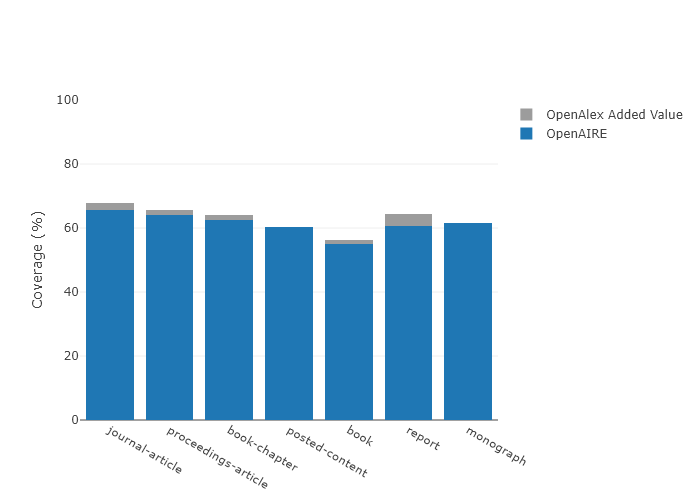 100
80
60
40
20
0
Coverage (%)
OpenAlex Added Value
OpenAIRE
journal-article
proceedings-article
book-chapter
posted-content
book
report
monograph